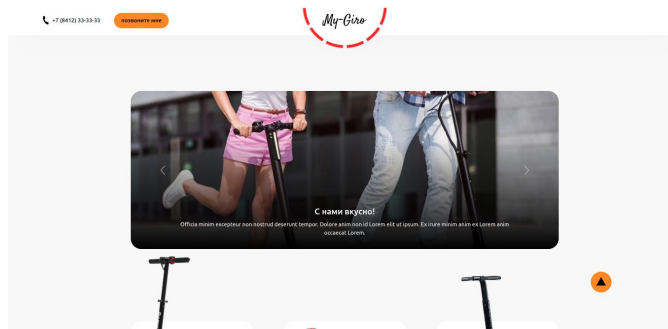 +7 (8412) 33-33-33
позвоните мне
My-Giro
С нами вкусно!
Officia minim excepteur non nostrud deserunt tempor. Dolore anim non id Lorem elit ut ipsum. Ex irure minim anim ex Lorem anim
occaecat Lorem.